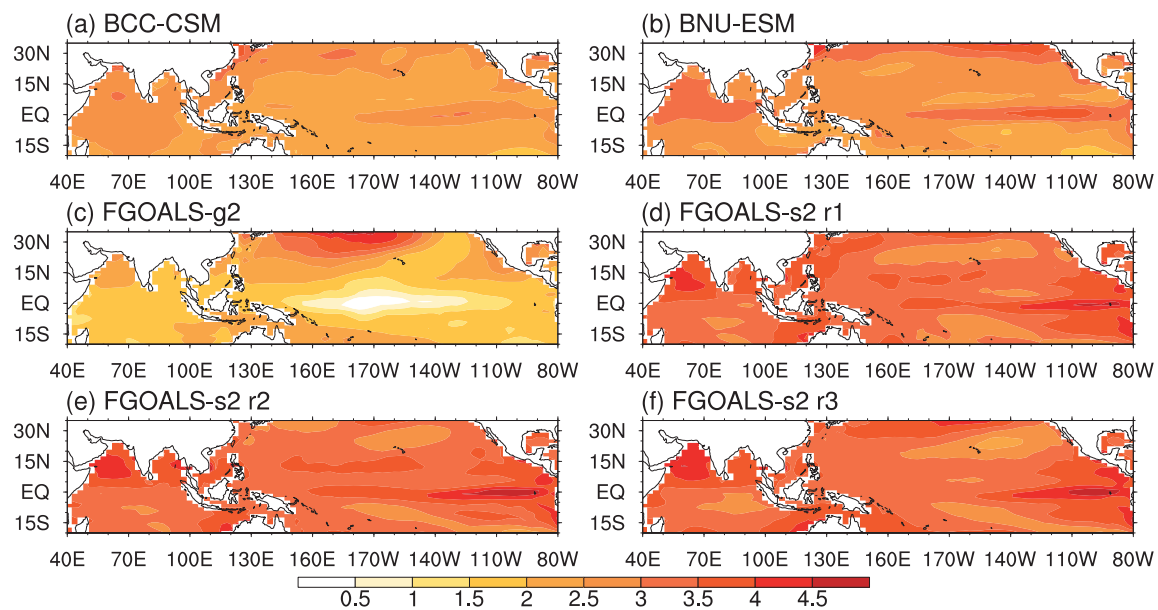 (a) BCC-CSM
(b) BNU-ESM
30N
15N
EQ
15S
40E 70E 100E 130E 160E 170W 140W 110W 80W
30N
15N
EQ
15S
40E 70E 100E 130E 160E 170W 140W 110W 80W
(c) FGOALS-g2
(d) FGOALS-s2 r1
30N
15N
EQ
15S
40E 70E 100E 130E 160E 170W 140W 110W 80W
30N
15N
EQ
15S
40E 70E 100E 130E 160E 170W 140W 110W 80W
(e) FGOALS-s2 r2
(f) FGOALS-s2 r3
30N
15N
EQ
15S
40E 70E 100E 130E 160E 170W 140W 110W 80W
30N
15N
EQ
15S
40E 70E 100E 130E 160E 170W 140W 110W 80W
0.5 1 1.5 2 2.5 3 3.5 4 4.5